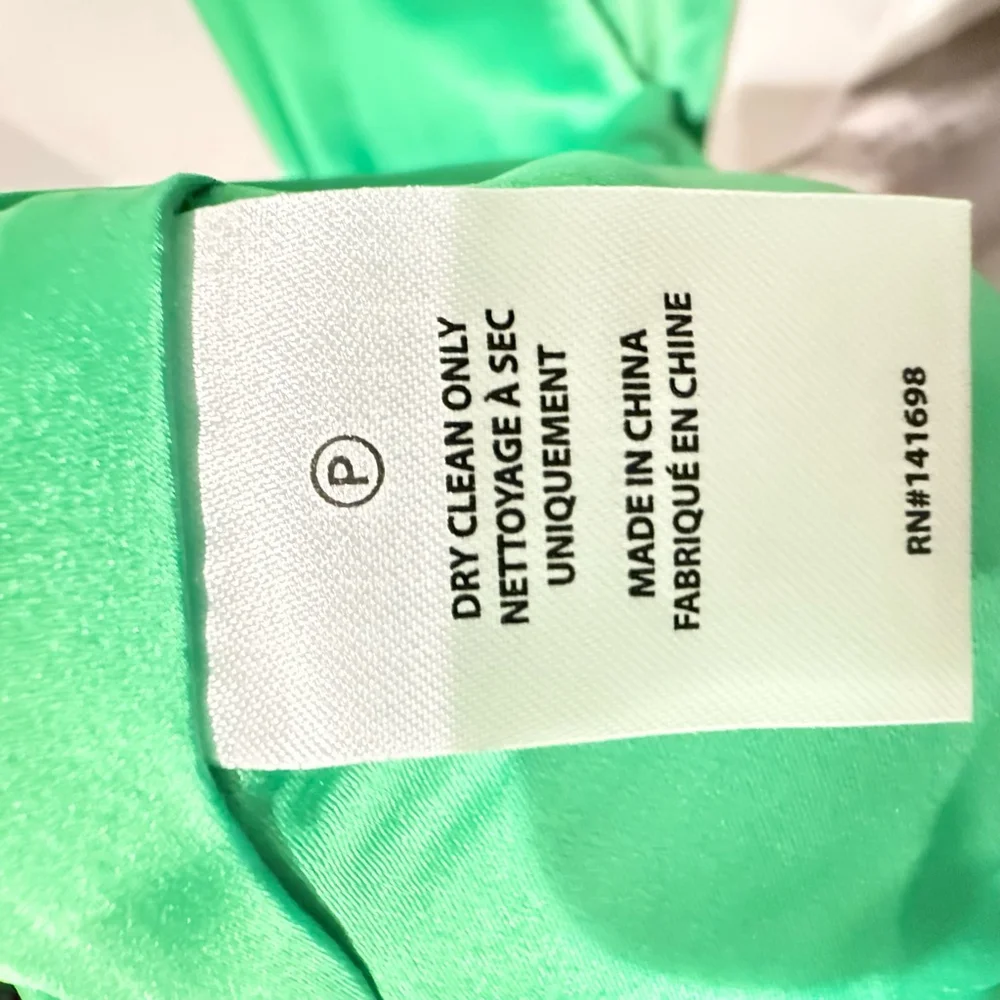 P
DRY CLEAN ONLY
NETTOYAGE À SEC
UNIQUEMENT
MADE IN CHINA
FABRIQUÉ EN CHINE
RN#141698